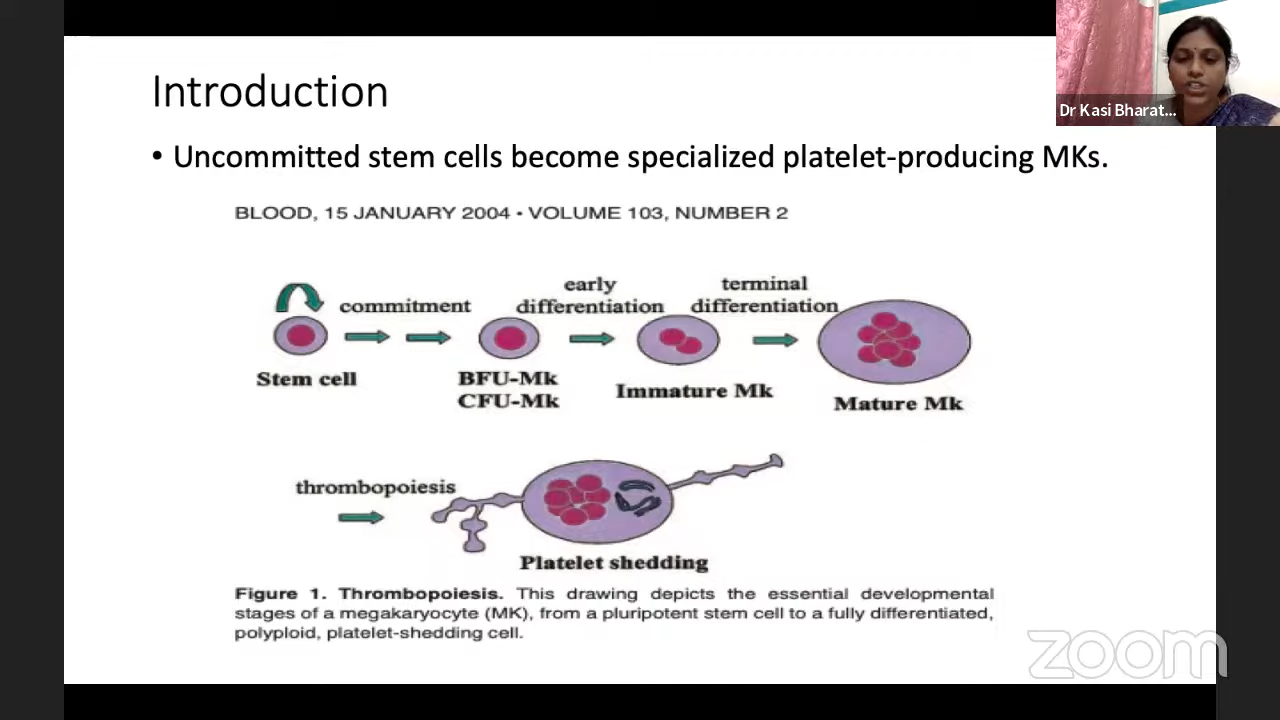 Introduction
Dr Kasi Bharat...
• Uncommitted stem cells become specialized platelet-producing MKs.
BLOOD, 15 JANUARY 2004 • VOLUME 103, NUMBER 2
commitment
early
differentiation
terminal
differentiation
Stem cell
BFU-Mk
CFU-Mk
Immature Mk
Mature Mk
thrombopoiesis
Platelet shedding
Figure 1. Thrombopoiesis. This drawing depicts the essential developmental
stages of a megakaryocyte (MK), from a pluripotent stem cell to a fully differentiated,
polyploid, platelet-shedding cell.
zoom